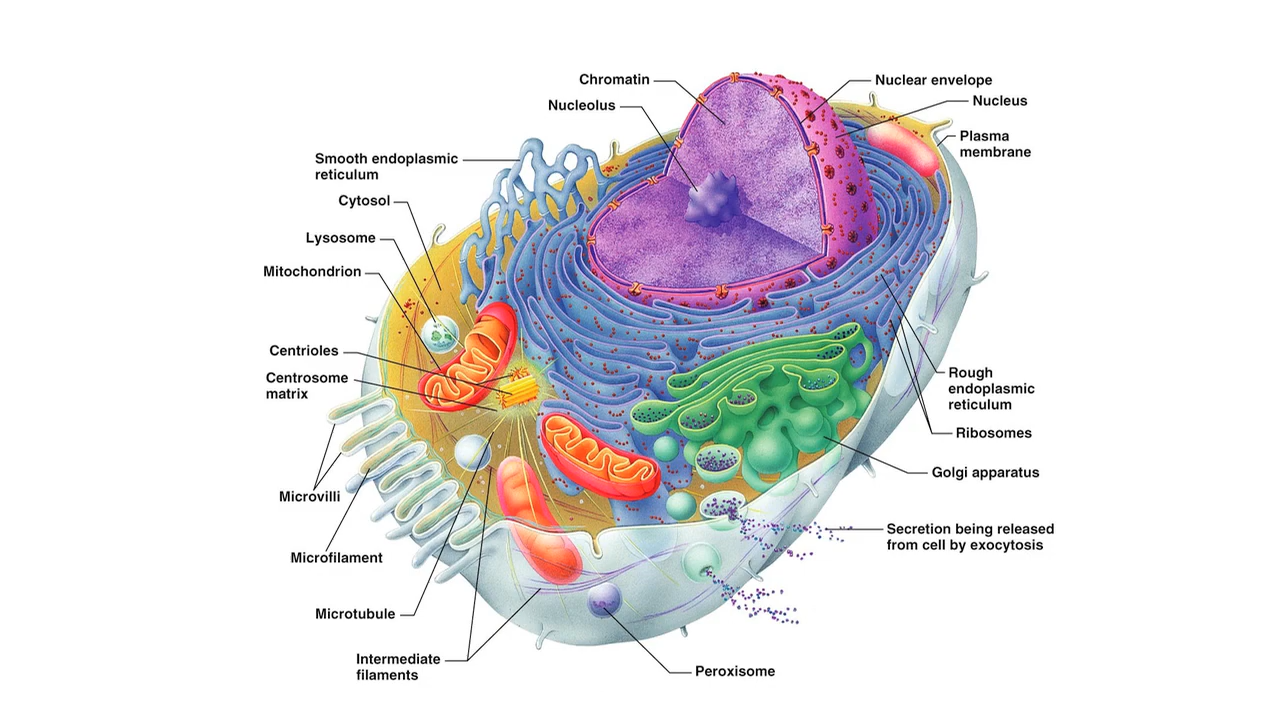 Chromatin
Nucleolus
Smooth endoplasmic
reticulum
Cytosol
Lysosome
Mitochondrion
Centrioles
Centrosome
matrix
Microvilli
Microfilament
Microtubule
Intermediate
filaments
Nuclear envelope
Nucleus
Plasma
membrane
Rough
endoplasmic
reticulum
Ribosomes
Golgi apparatus
Secretion being released
from cell by exocytosis
Peroxisome